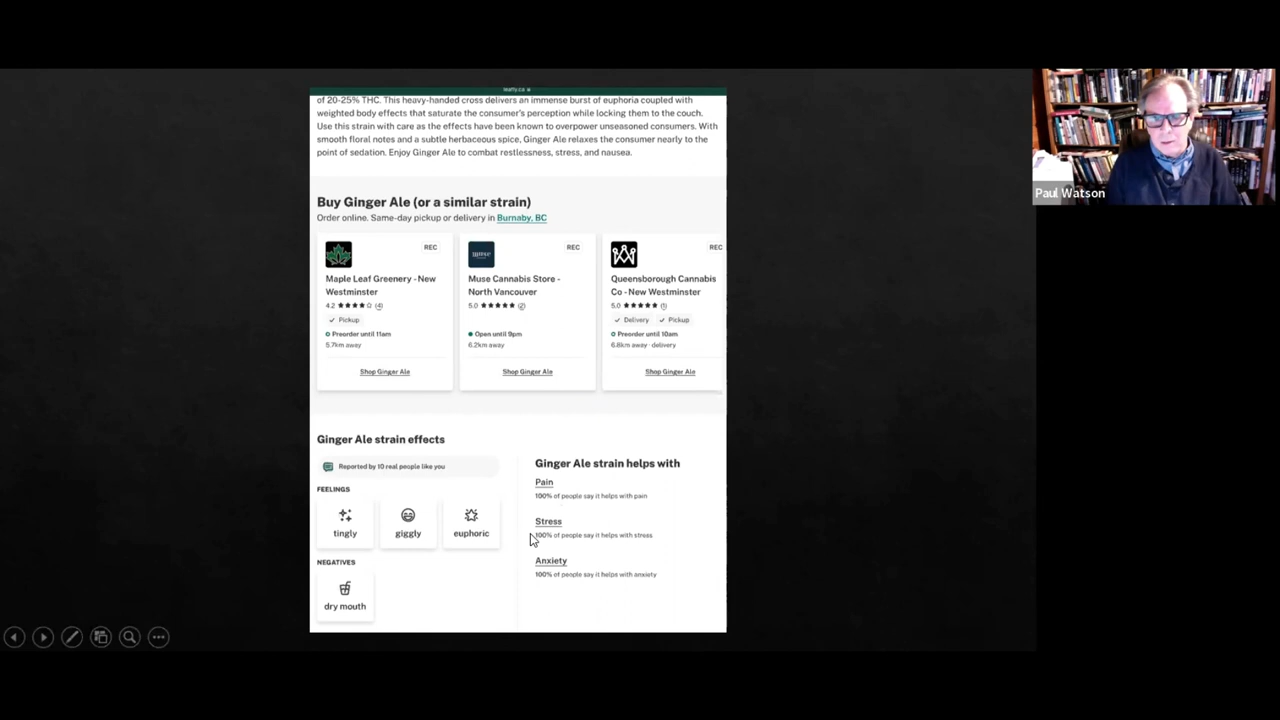 leafly.ca
of 20-25% THC. This heavy-handed cross delivers an immense burst of euphoria coupled with
weighted body effects that saturate the consumer's perception while locking them to the couch.
Use this strain with care as the effects have been known to overpower unseasoned consumers. With
smooth floral notes and a subtle herbaceous spice, Ginger Ale relaxes the consumer nearly to the
point of sedation. Enjoy Ginger Ale to combat restlessness, stress, and nausea.
Buy Ginger Ale (or a similar strain)
Order online. Same-day pickup or delivery in Burnaby, BC
REC
Maple Leaf Greenery - New
Westminster
4.2 ★★★★☆ (4)
✓ Pickup
Preorder until 11am
5.7km away
Shop Ginger Ale
muse
REC
Muse Cannabis Store -
North Vancouver
5.0 ★★★★★ (2)
Open until 9pm
6.2km away
Shop Ginger Ale
REC
Queensborough Cannabis
Co - New Westminster
5.0 ★★★★★ (1)
✓ Delivery ✓ Pickup
Preorder until 10am
6.8km away · delivery
Shop Ginger Ale
Ginger Ale strain effects
Reported by 10 real people like you
FEELINGS
tingly
giggly
euphoric
NEGATIVES
dry mouth
Ginger Ale strain helps with
Pain
100% of people say it helps with pain
Stress
100% of people say it helps with stress
Anxiety
100% of people say it helps with anxiety
Paul Watson